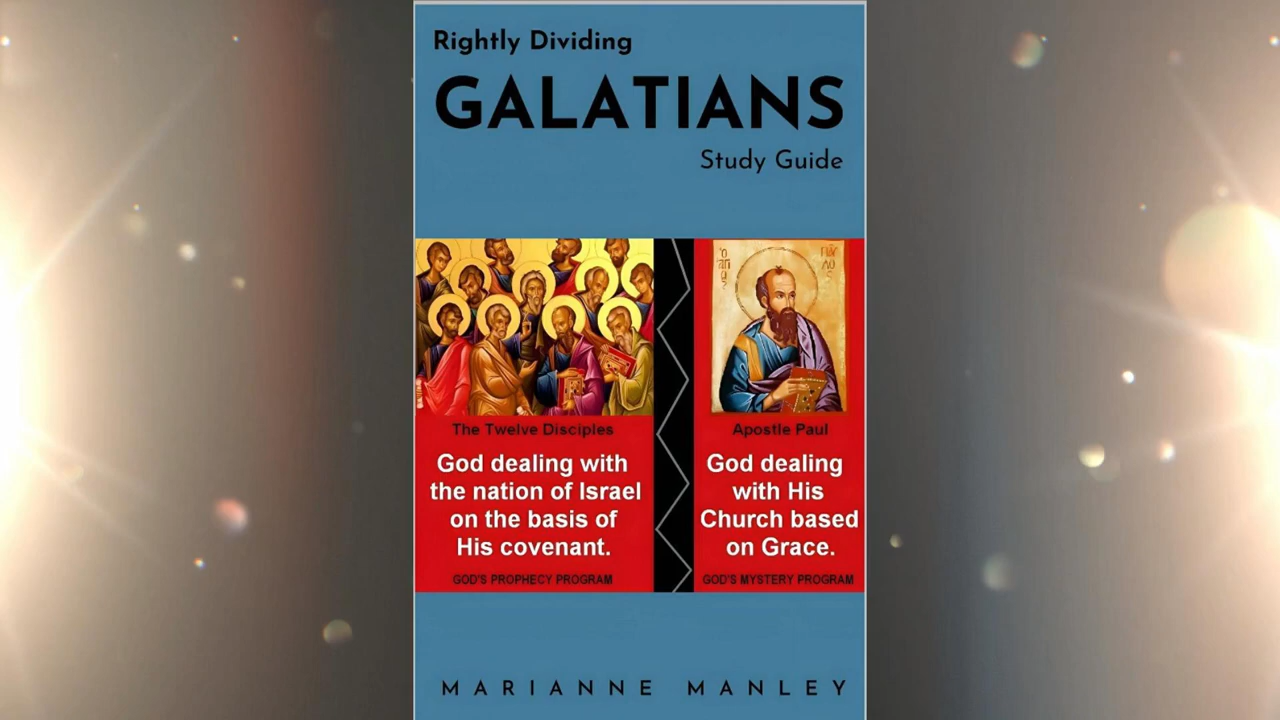 Rightly Dividing
GALATIANS
Study Guide
The Twelve Disciples
God dealing with
the nation of Israel
on the basis of
His covenant.
GOD'S PROPHECY PROGRAM
Apostle Paul
God dealing
with His
Church based
on Grace.
GOD'S MYSTERY PROGRAM
MARIANNE MANLEY